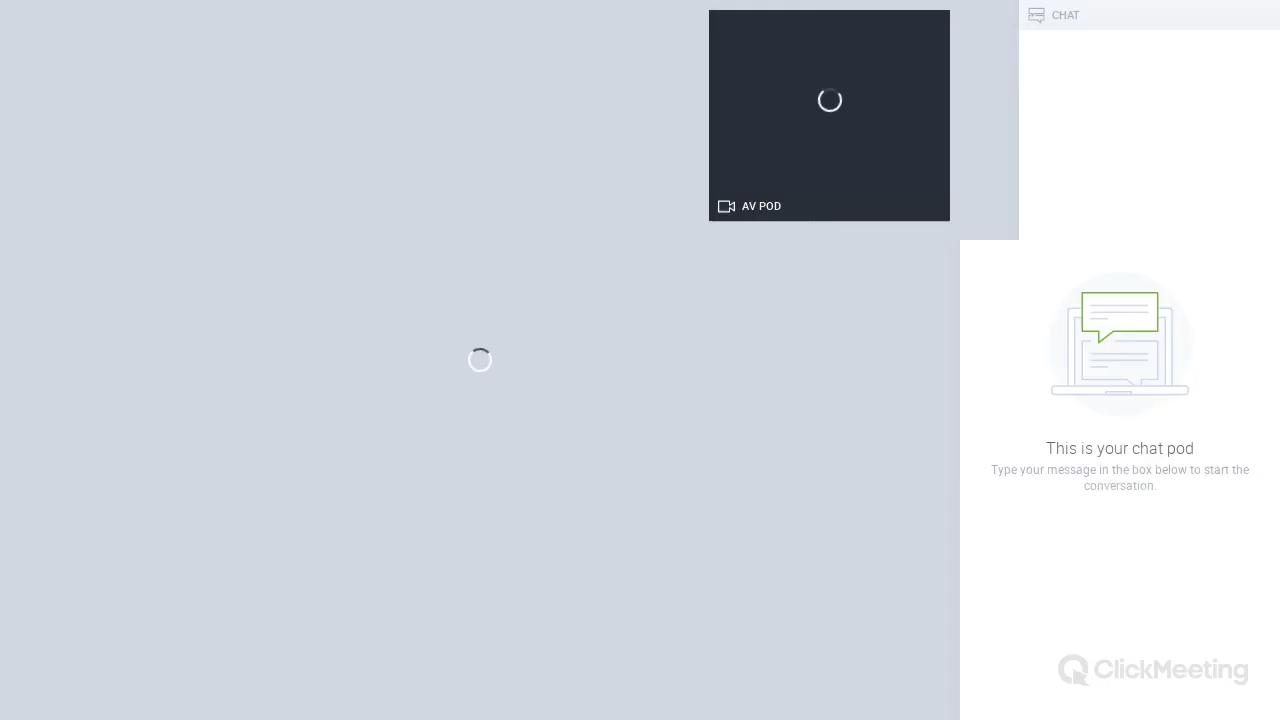 CHAT
AV POD
This is your chat pod
Type your message in the box below to start the
conversation.
ClickMeeting